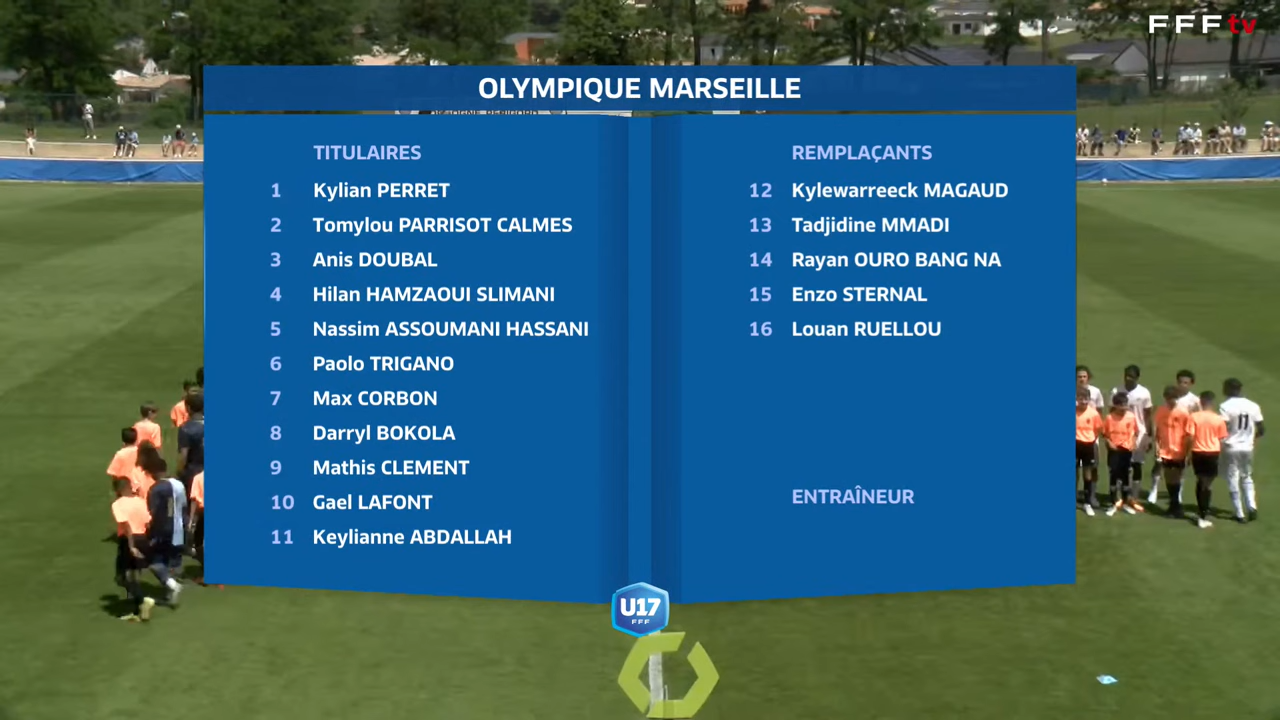 FFFtv
OLYMPIQUE MARSEILLE
TITULAIRES
1 Kylian PERRET
2 Tomylou PARRISOT CALMES
3 Anis DOUBAL
4 Hilan HAMZAOUI SLIMANI
5 Nassim ASSOUMANI HASSANI
6 Paolo TRIGANO
7 Max CORBON
8 Darryl BOKOLA
9 Mathis CLEMENT
10 Gael LAFONT
11 Keylianne ABDALLAH
REMPLAÇANTS
12 Kylewarreeck MAGAUD
13 Tadjidine MMADI
14 Rayan OURO BANG NA
15 Enzo STERNAL
16 Louan RUELLOU
ENTRAÎNEUR
11
U17
FFF